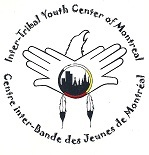 Inter-Tribal Youth Center of Montreal
Centre inter-Bande des Jeunes de Montréal